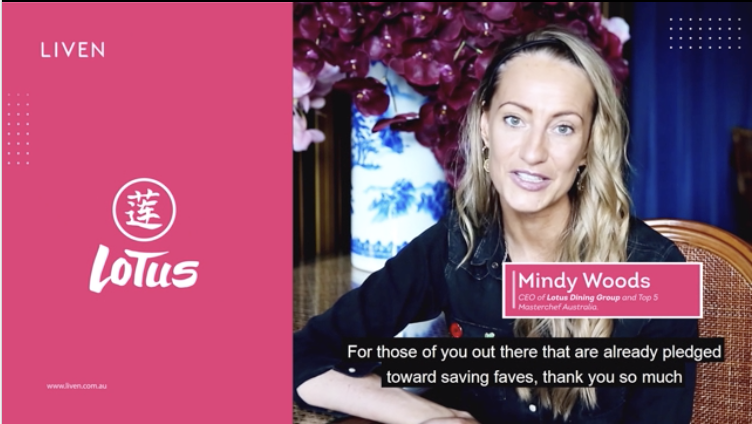 LIVEN
莲
LOTUS
www.liven.com.au
Mindy Woods
CEO of Lotus Dining Group and Top 5
Masterchef Australia.
For those of you out there that are already pledged
toward saving faves, thank you so much